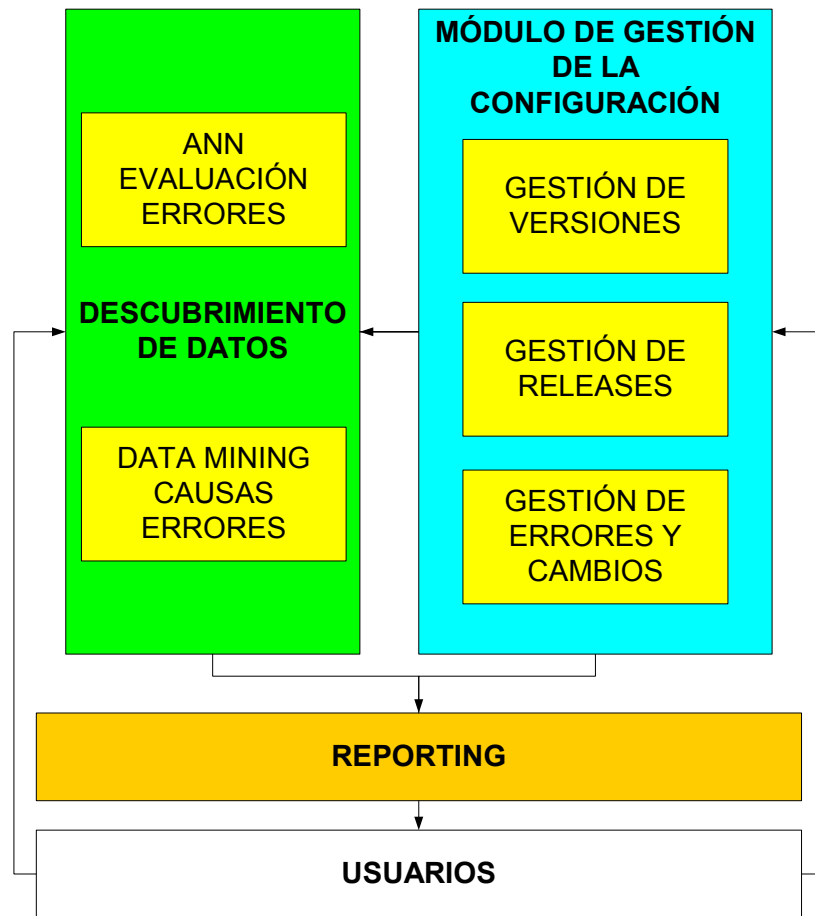 MÓDULO DE GESTIÓN
DE LA
CONFIGURACIÓN
ANN
EVALUACIÓN
ERRORES
DESCUBRIMIENTO
DE DATOS
DATA MINING
CAUSAS
ERRORES
GESTIÓN DE
VERSIONES
GESTIÓN DE
RELEASES
GESTIÓN DE
ERRORES Y
CAMBIOS
REPORTING
USUARIOS